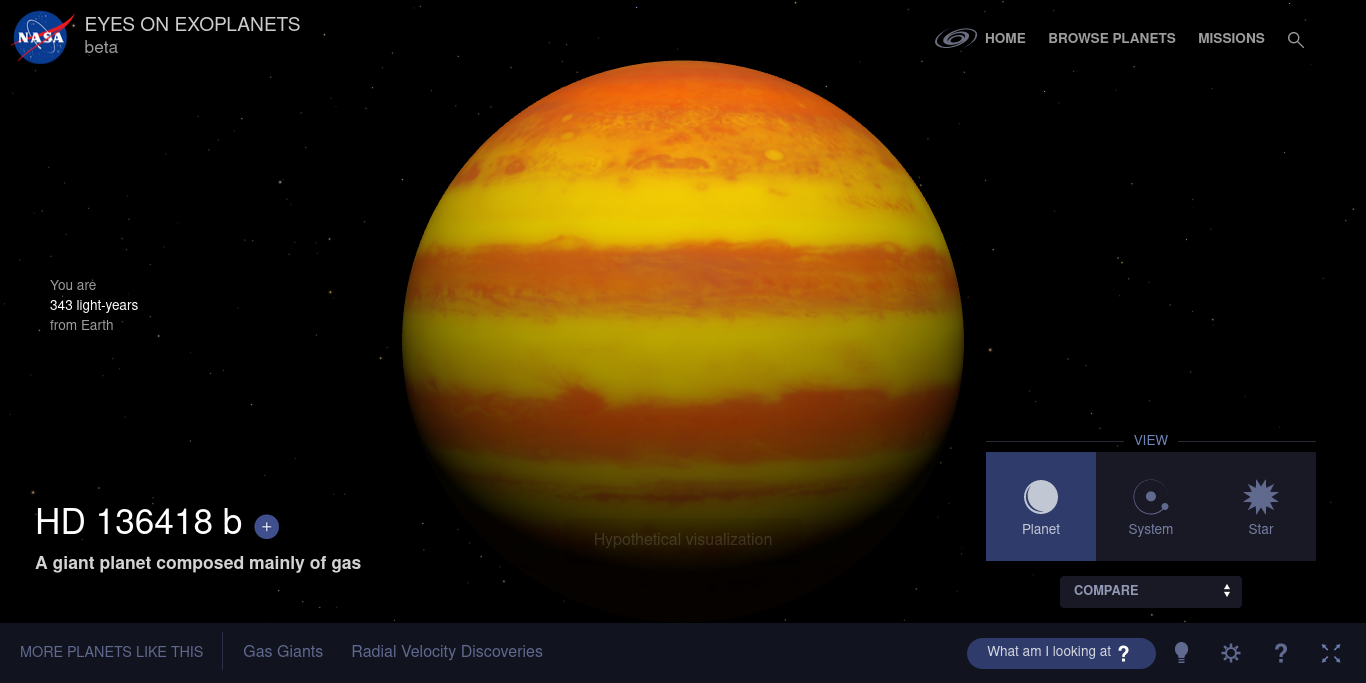 NASA
EYES ON EXOPLANETS
beta
HOME
BROWSE PLANETS
MISSIONS
You are
343 light-years
from Earth
HD 136418 b +
A giant planet composed mainly of gas
Hypothetical visualization
VIEW
Planet
System
Star
COMPARE
MORE PLANETS LIKE THIS
Gas Giants
Radial Velocity Discoveries
What am I looking at ?
?